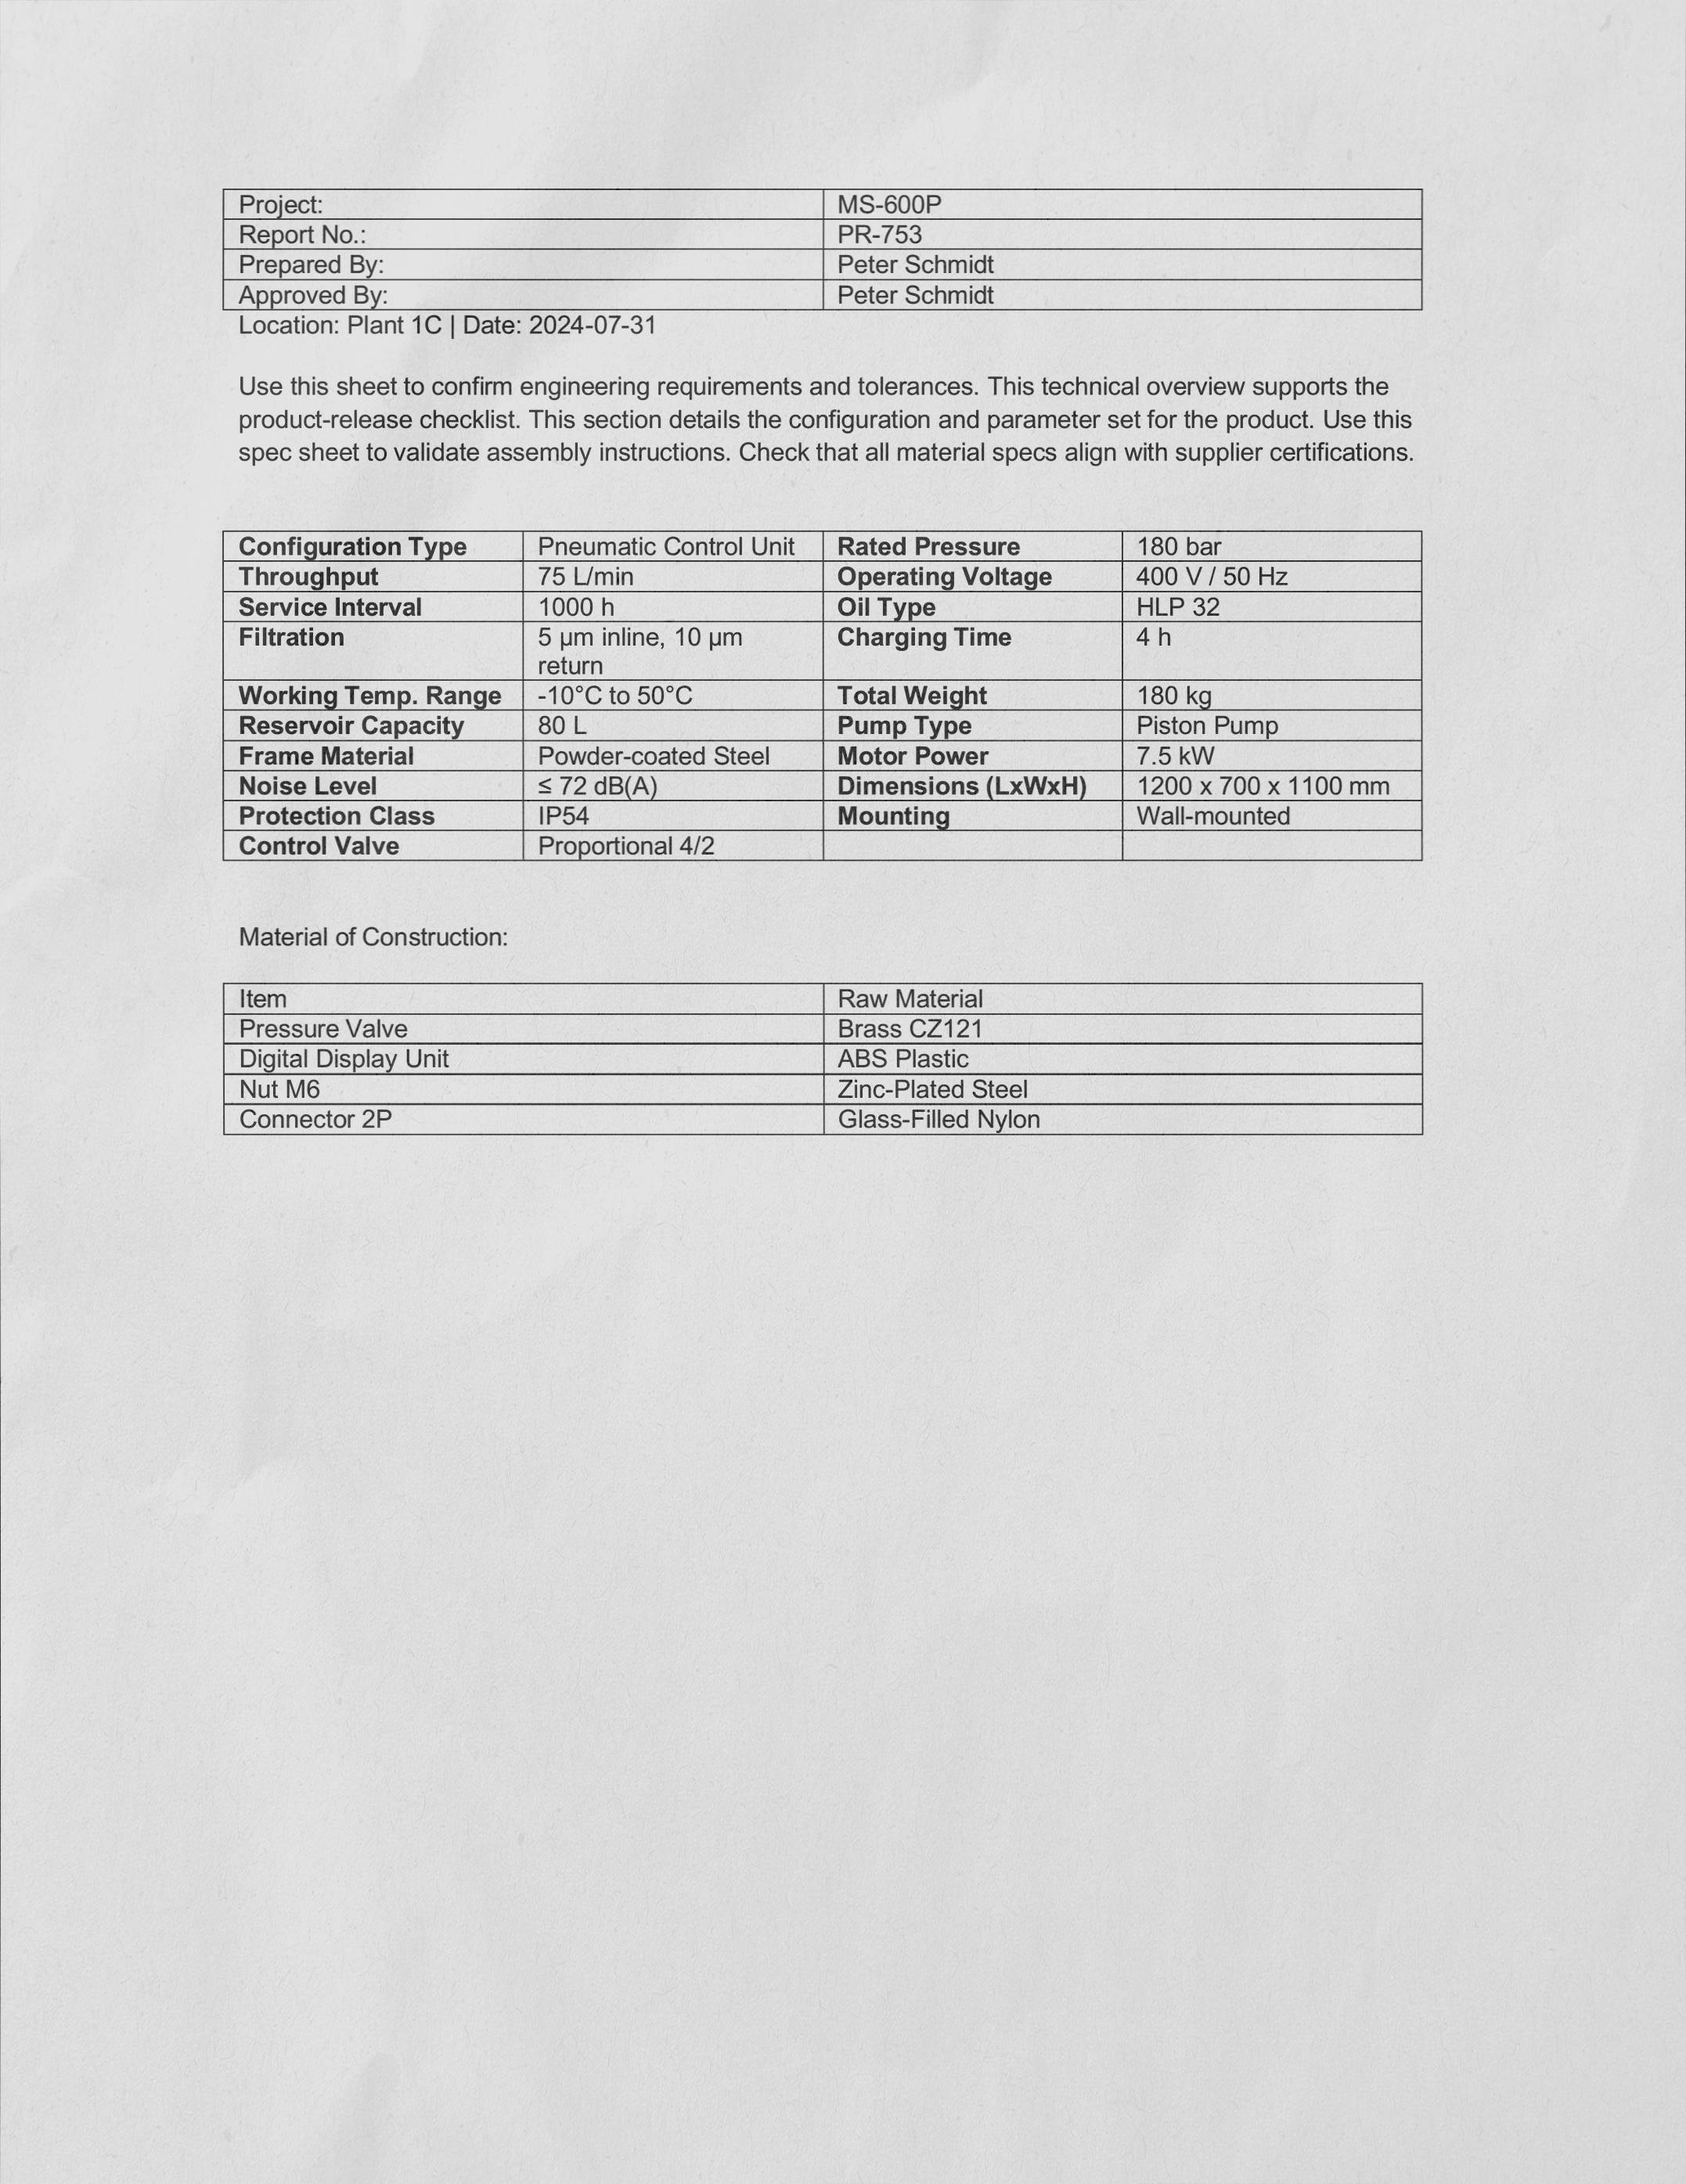 Project: MS-600P
Report No.: PR-753
Prepared By: Peter Schmidt
Approved By: Peter Schmidt
Location: Plant 1C | Date: 2024-07-31
Use this sheet to confirm engineering requirements and tolerances. This technical overview supports the
product-release checklist. This section details the configuration and parameter set for the product. Use this
spec sheet to validate assembly instructions. Check that all material specs align with supplier certifications.
Configuration Type Pneumatic Control Unit Rated Pressure 180 bar
Throughput 75 L/min Operating Voltage 400 V / 50 Hz
Service Interval 1000 h Oil Type HLP 32
Filtration 5 µm inline, 10 µm Charging Time 4 h
return
Working Temp. Range -10°C to 50°C Total Weight 180 kg
Reservoir Capacity 80 L Pump Type Piston Pump
Frame Material Powder-coated Steel Motor Power 7.5 kW
Noise Level ≤ 72 dB(A) Dimensions (LxWxH) 1200 x 700 x 1100 mm
Protection Class IP54 Mounting Wall-mounted
Control Valve Proportional 4/2
Material of Construction:
Item Raw Material
Pressure Valve Brass CZ121
Digital Display Unit ABS Plastic
Nut M6 Zinc-Plated Steel
Connector 2P Glass-Filled Nylon